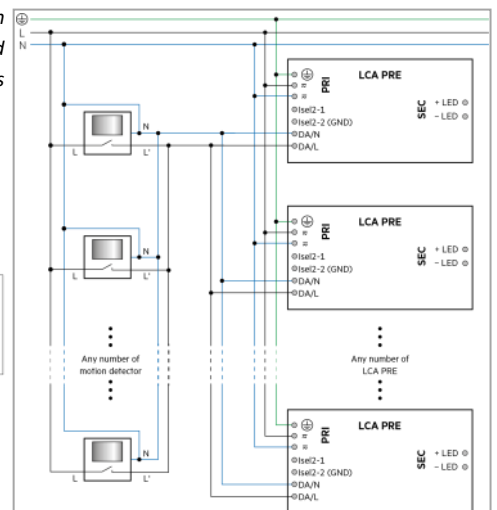 n
L
d
N
s
LCA PRE
PRI
SEC
+ LED
– LED
Isel2-1
Isel2-2 (GND)
DA/N
DA/L
N
L
L'
LCA PRE
PRI
SEC
+ LED
– LED
Isel2-1
Isel2-2 (GND)
DA/N
DA/L
N
L
L'
Any number of
motion detector
Any number of
LCA PRE
LCA PRE
PRI
SEC
+ LED
– LED
Isel2-1
Isel2-2 (GND)
DA/N
DA/L
N
L
L'